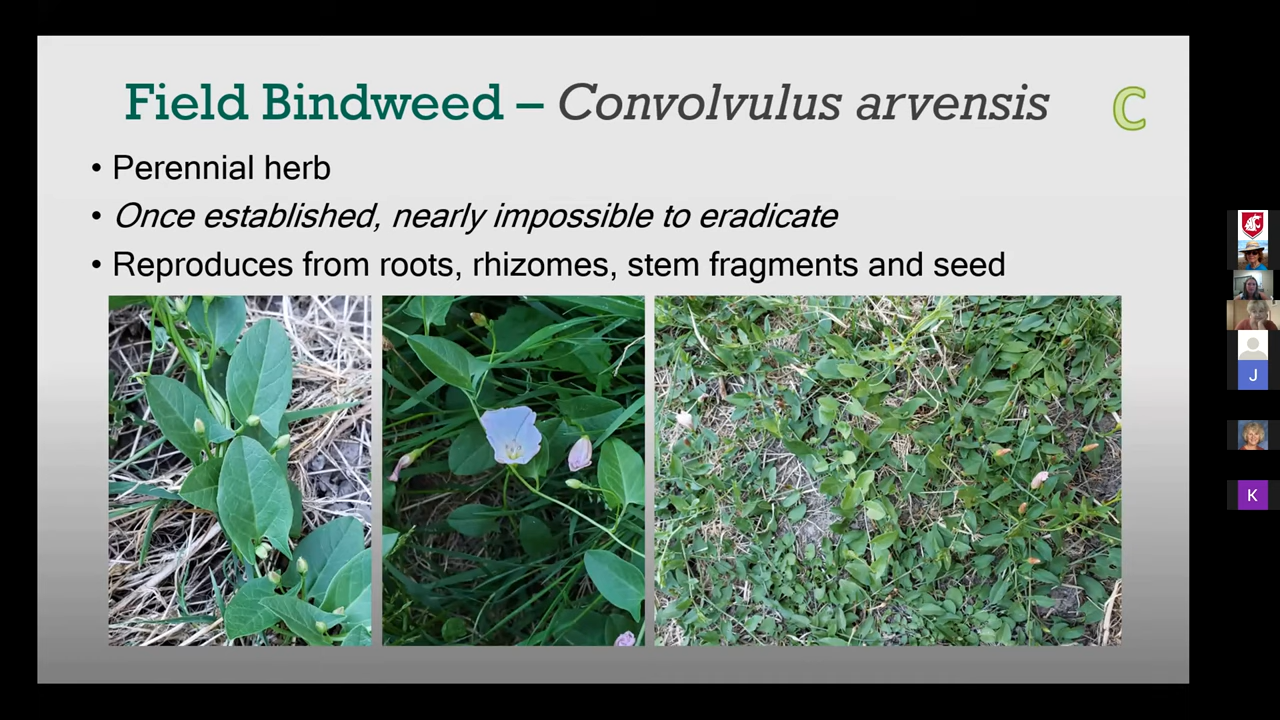 Field Bindweed – Convolvulus arvensis
C
• Perennial herb
• Once established, nearly impossible to eradicate
• Reproduces from roots, rhizomes, stem fragments and seed
J
K